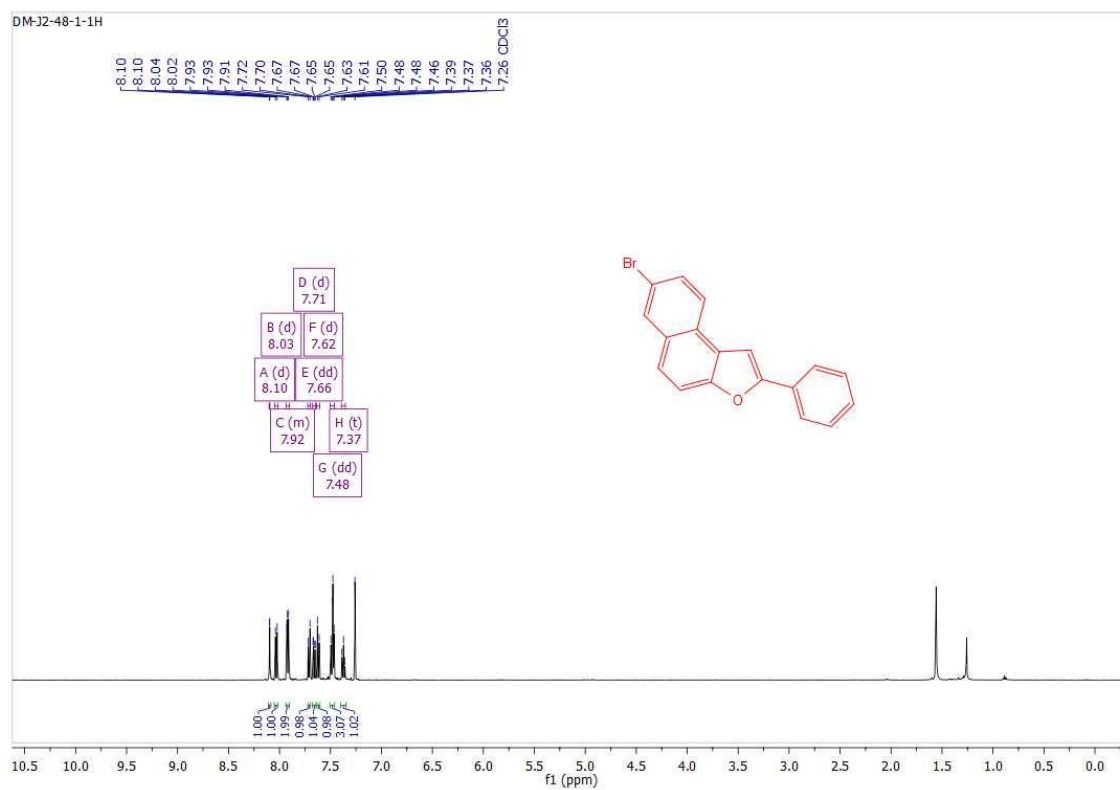 DM-J2-48-1-1H
8.10
8.10
8.04
8.02
7.93
7.93
7.91
7.72
7.70
7.67
7.67
7.65
7.65
7.63
7.61
7.50
7.48
7.48
7.46
7.39
7.37
7.36
7.26 CDCl3
D (d)
7.71
B (d)
8.03
F (d)
7.62
A (d)
8.10
E (dd)
7.66
C (m)
7.92
H (t)
7.37
G (dd)
7.48
Br
O
1.00
1.00
1.99
0.98
1.04
0.98
3.07
1.02
10.5 10.0 9.5 9.0 8.5 8.0 7.5 7.0 6.5 6.0 5.5 5.0 4.5 4.0 3.5 3.0 2.5 2.0 1.5 1.0 0.5 0.0
f1 (ppm)